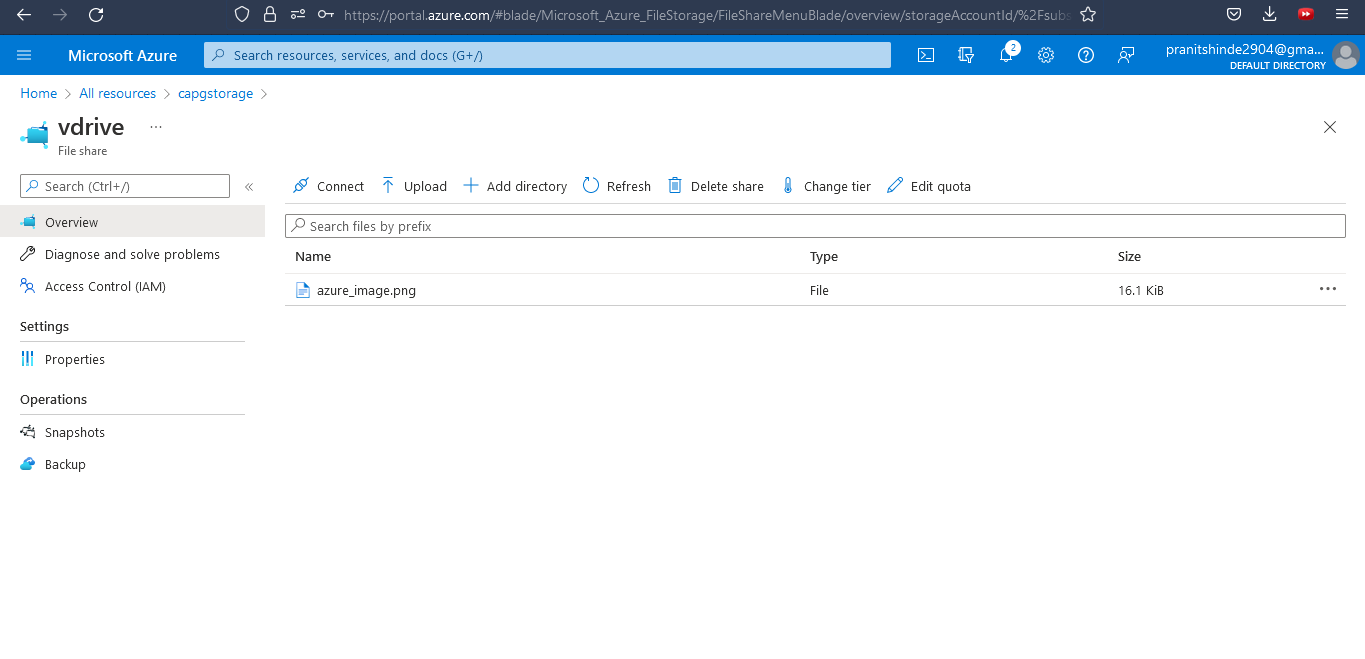 https://portal.azure.com/#blade/Microsoft_Azure_FileStorage/FileShareMenuBlade/overview/storageAccountId/%2Fsubs
Microsoft Azure
Search resources, services, and docs (G+/)
2
pranitshinde2904@gma...
DEFAULT DIRECTORY
Home > All resources > capgstorage >
vdrive ...
File share
Search (Ctrl+/) «
Connect Upload Add directory Refresh Delete share Change tier Edit quota
Overview
Diagnose and solve problems
Access Control (IAM)
Settings
Properties
Operations
Snapshots
Backup
Search files by prefix
Name Type Size
azure_image.png File 16.1 KiB ...